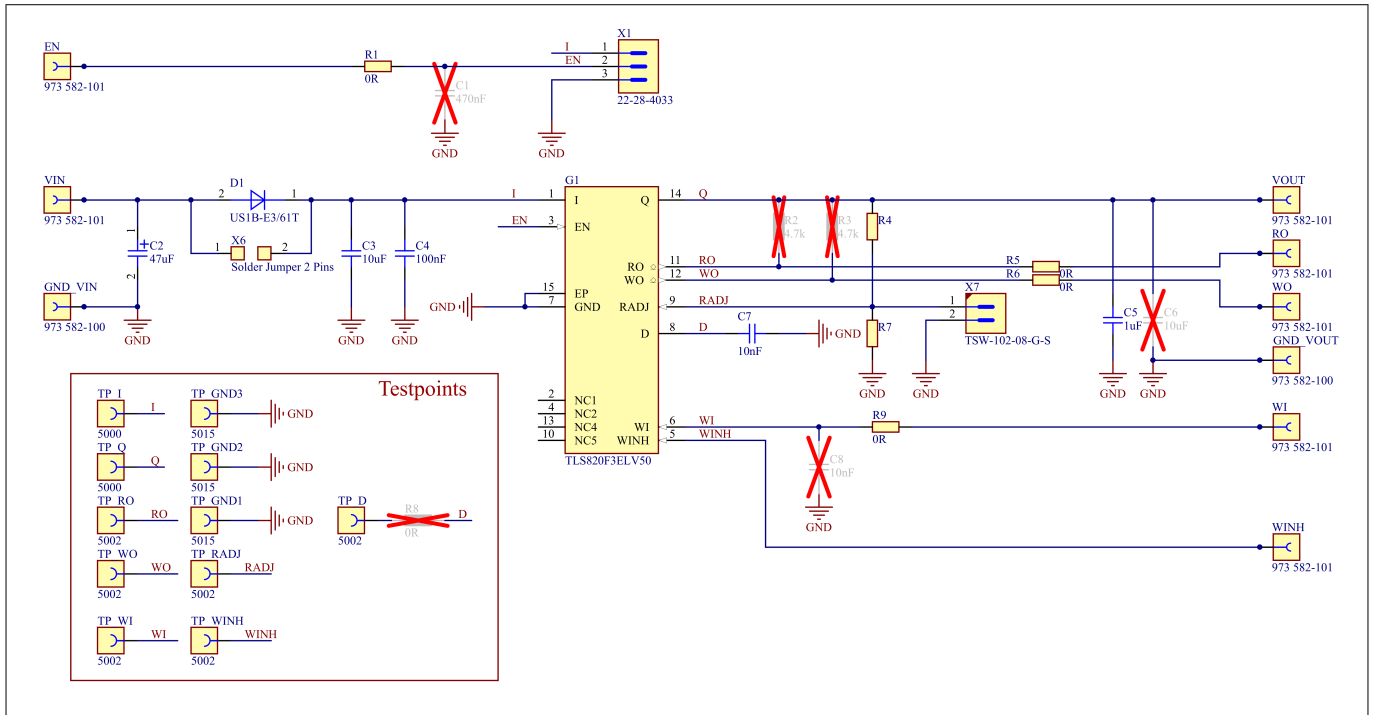 EN
973 582-101
R1
0R
C1
470nF
GND
I
EN
1
2
3
X1
22-28-4033
GND
VIN
973 582-101
GND_VIN
973 582-100
1
2
C2
47uF
GND
2
D1
1
US1B-E3/61T
1
X6
2
Solder Jumper 2 Pins
C3
10uF
GND
C4
100nF
GND
I
EN
GND
G1
1
I
3
EN
15
EP
7
GND
2
NC1
4
NC2
13
NC4
10
NC5
Q
14
Q
RO
11
RO
WO
12
WO
RADJ
9
RADJ
D
8
D
WI
6
WI
WINH
5
WINH
TLS820F3ELV50
R2
4.7k
R3
4.7k
R4
R5
0R
R6
0R
C7
10nF
GND
R7
GND
X7
1
2
TSW-102-08-G-S
GND
C5
1uF
GND
C6
10uF
GND
R9
0R
C8
10nF
GND
VOUT
973 582-101
RO
973 582-101
WO
973 582-101
GND_VOUT
973 582-100
WI
973 582-101
WINH
973 582-101
Testpoints
TP_I
I
5000
TP_GND3
GND
5015
TP_Q
Q
5000
TP_GND2
GND
5015
TP_RO
RO
5002
TP_GND1
GND
5015
TP_D
5002
R8
0R
D
TP_WO
WO
5002
TP_RADJ
RADJ
5002
TP_WI
WI
5002
TP_WINH
WINH
5002